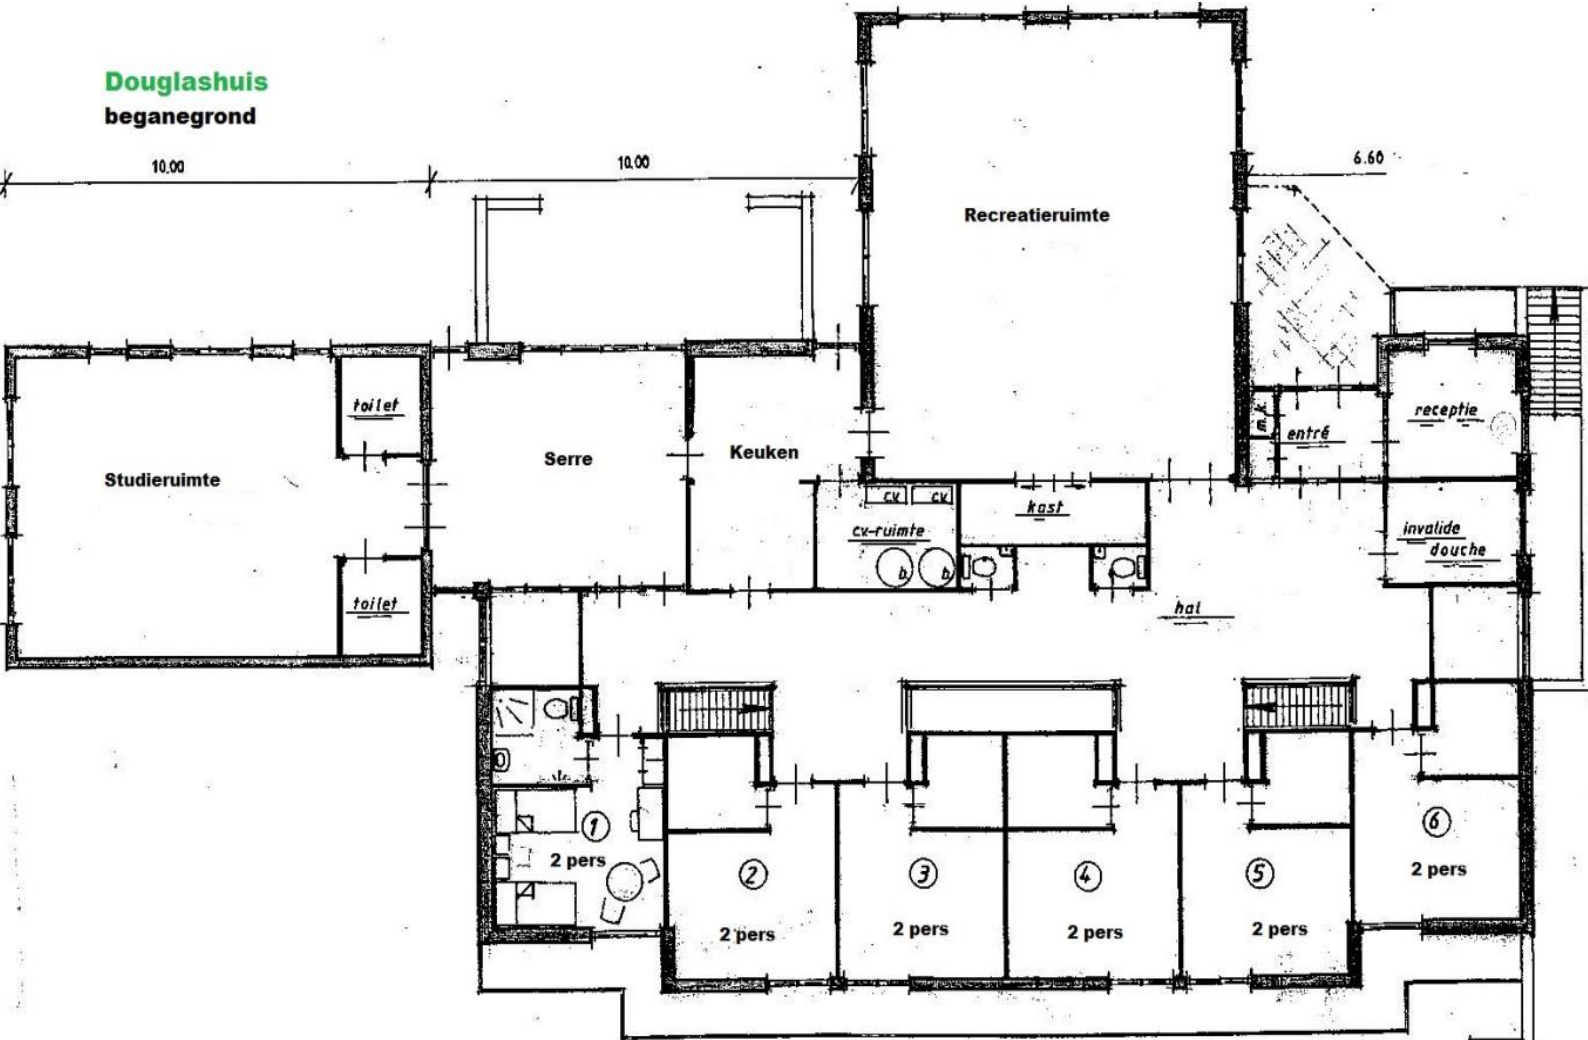 Douglashuis
beganegrond
10.00
10.00
6.60
Recreatieruimte
toilet
Studieruimte
Serre
Keuken
m.k.
entré
receptie
cv
cv
kast
cv-ruimte
b.
b.
invalide
douche
toilet
hal
1
2 pers
2
2 pers
3
2 pers
4
2 pers
5
2 pers
6
2 pers